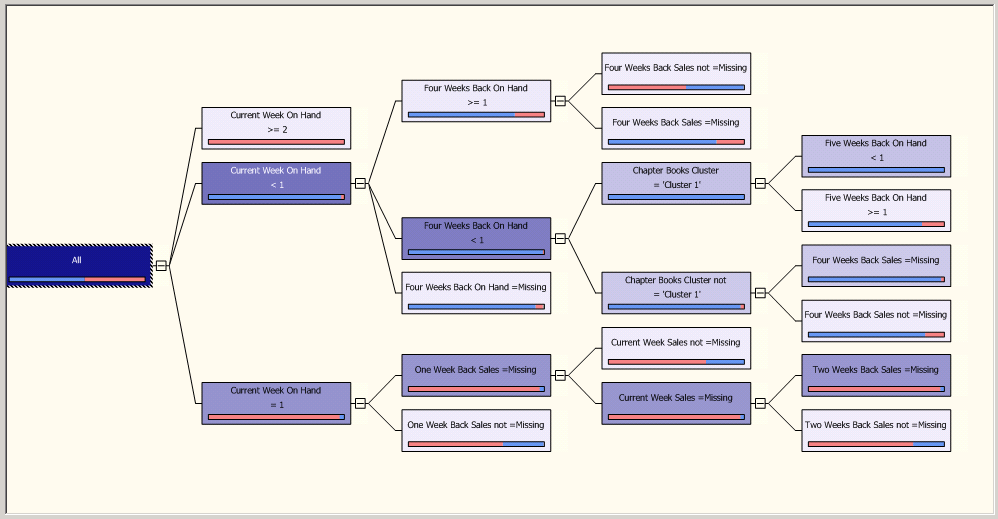 All
Current Week On Hand
>= 2
Current Week On Hand
< 1
Current Week On Hand
= 1
Four Weeks Back On Hand
>= 1
Four Weeks Back On Hand
< 1
Four Weeks Back On Hand =Missing
One Week Back Sales =Missing
One Week Back Sales not =Missing
Four Weeks Back Sales not =Missing
Four Weeks Back Sales =Missing
Chapter Books Cluster
= 'Cluster 1'
Chapter Books Cluster not
= 'Cluster 1'
Current Week Sales not =Missing
Current Week Sales =Missing
Five Weeks Back On Hand
< 1
Five Weeks Back On Hand
>= 1
Four Weeks Back Sales =Missing
Four Weeks Back Sales not =Missing
Two Weeks Back Sales =Missing
Two Weeks Back Sales not =Missing